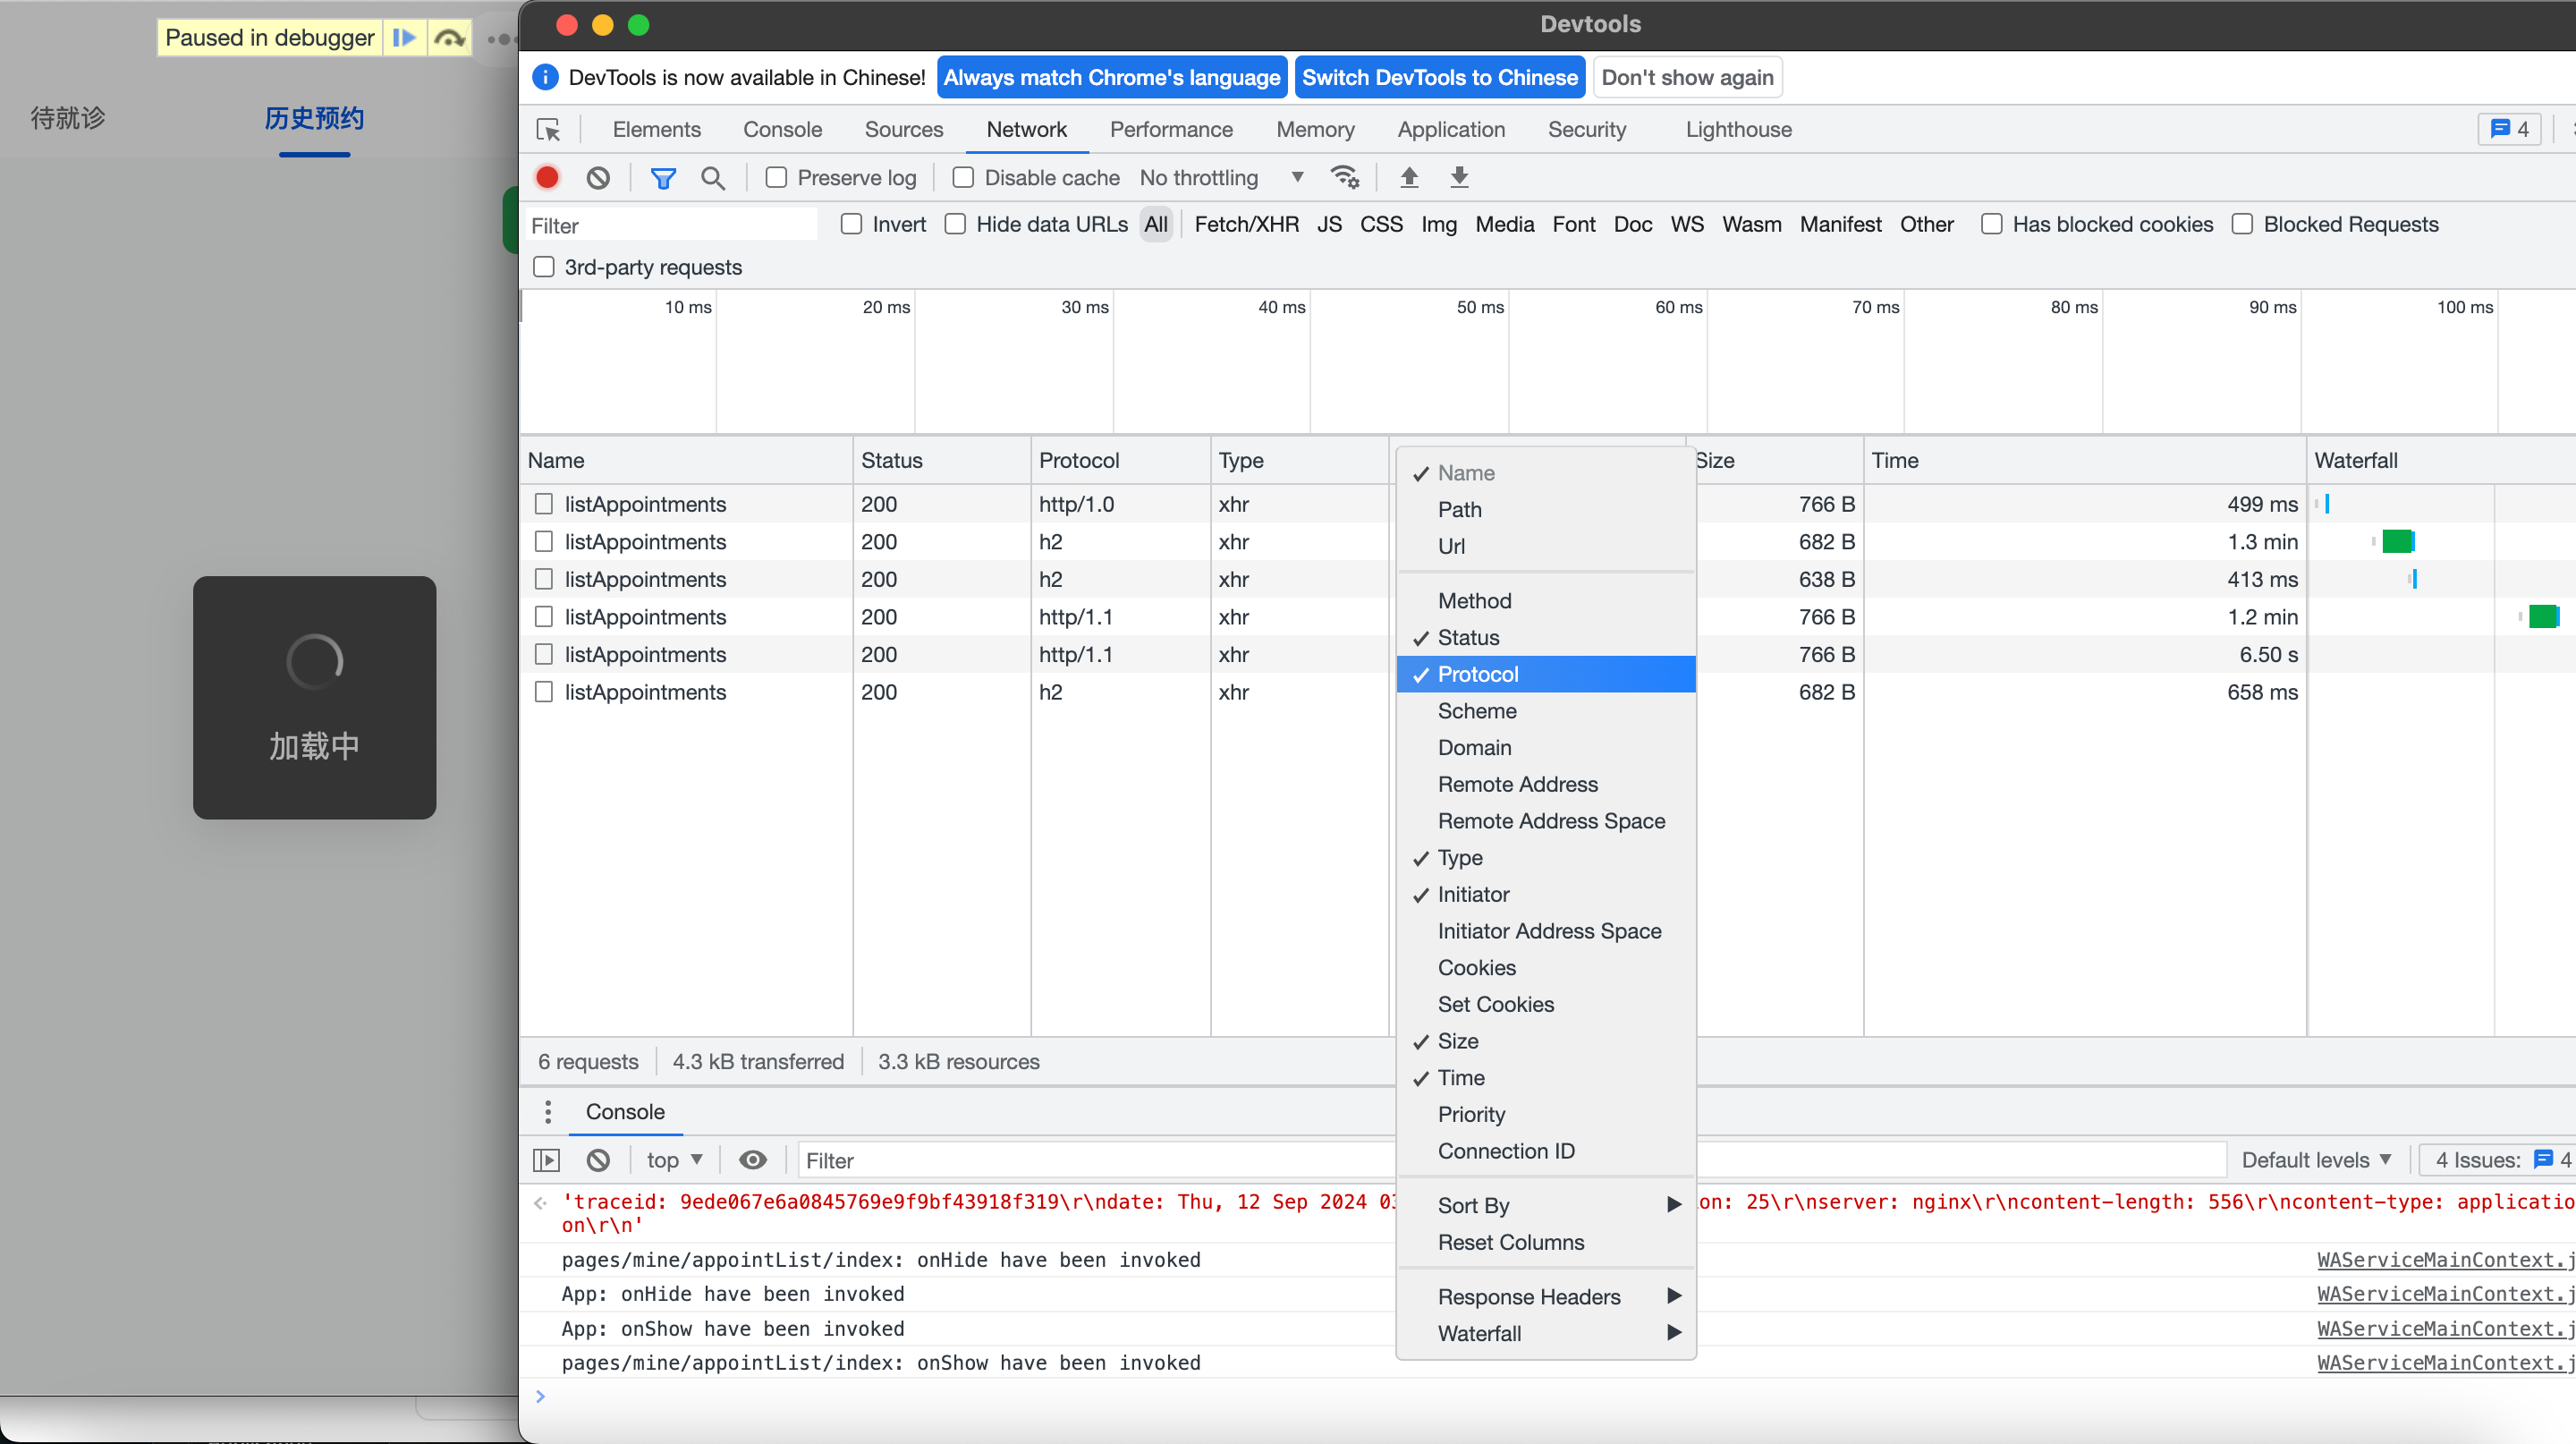 Paused in debugger
待就诊 历史预约
加载中
Devtools
DevTools is now available in Chinese! Always match Chrome's language Switch DevTools to Chinese Don't show again
Elements Console Sources Network Performance Memory Application Security Lighthouse 4
Preserve log Disable cache No throttling
Filter Invert Hide data URLs All Fetch/XHR JS CSS Img Media Font Doc WS Wasm Manifest Other Has blocked cookies Blocked Requests
3rd-party requests
10 ms 20 ms 30 ms 40 ms 50 ms 60 ms 70 ms 80 ms 90 ms 100 ms
Name Status Protocol Type Size Time Waterfall
listAppointments 200 http/1.0 xhr 766 B 499 ms
listAppointments 200 h2 xhr 682 B 1.3 min
listAppointments 200 h2 xhr 638 B 413 ms
listAppointments 200 http/1.1 xhr 766 B 1.2 min
listAppointments 200 http/1.1 xhr 766 B 6.50 s
listAppointments 200 h2 xhr 682 B 658 ms
✓ Name
Path
Url
Method
✓ Status
✓ Protocol
Scheme
Domain
Remote Address
Remote Address Space
✓ Type
✓ Initiator
Initiator Address Space
Cookies
Set Cookies
✓ Size
✓ Time
Priority
Connection ID
Sort By
Reset Columns
Response Headers
Waterfall
6 requests 4.3 kB transferred 3.3 kB resources
Console
top Filter Default levels 4 Issues: 4
'traceid: 9ede067e6a0845769e9f9bf43918f319\r\ndate: Thu, 12 Sep 2024 03 on: 25\r\nserver: nginx\r\ncontent-length: 556\r\ncontent-type: applicatio
on\r\n'
pages/mine/appointList/index: onHide have been invoked WAServiceMainContext.j
App: onHide have been invoked WAServiceMainContext.j
App: onShow have been invoked WAServiceMainContext.j
pages/mine/appointList/index: onShow have been invoked WAServiceMainContext.j